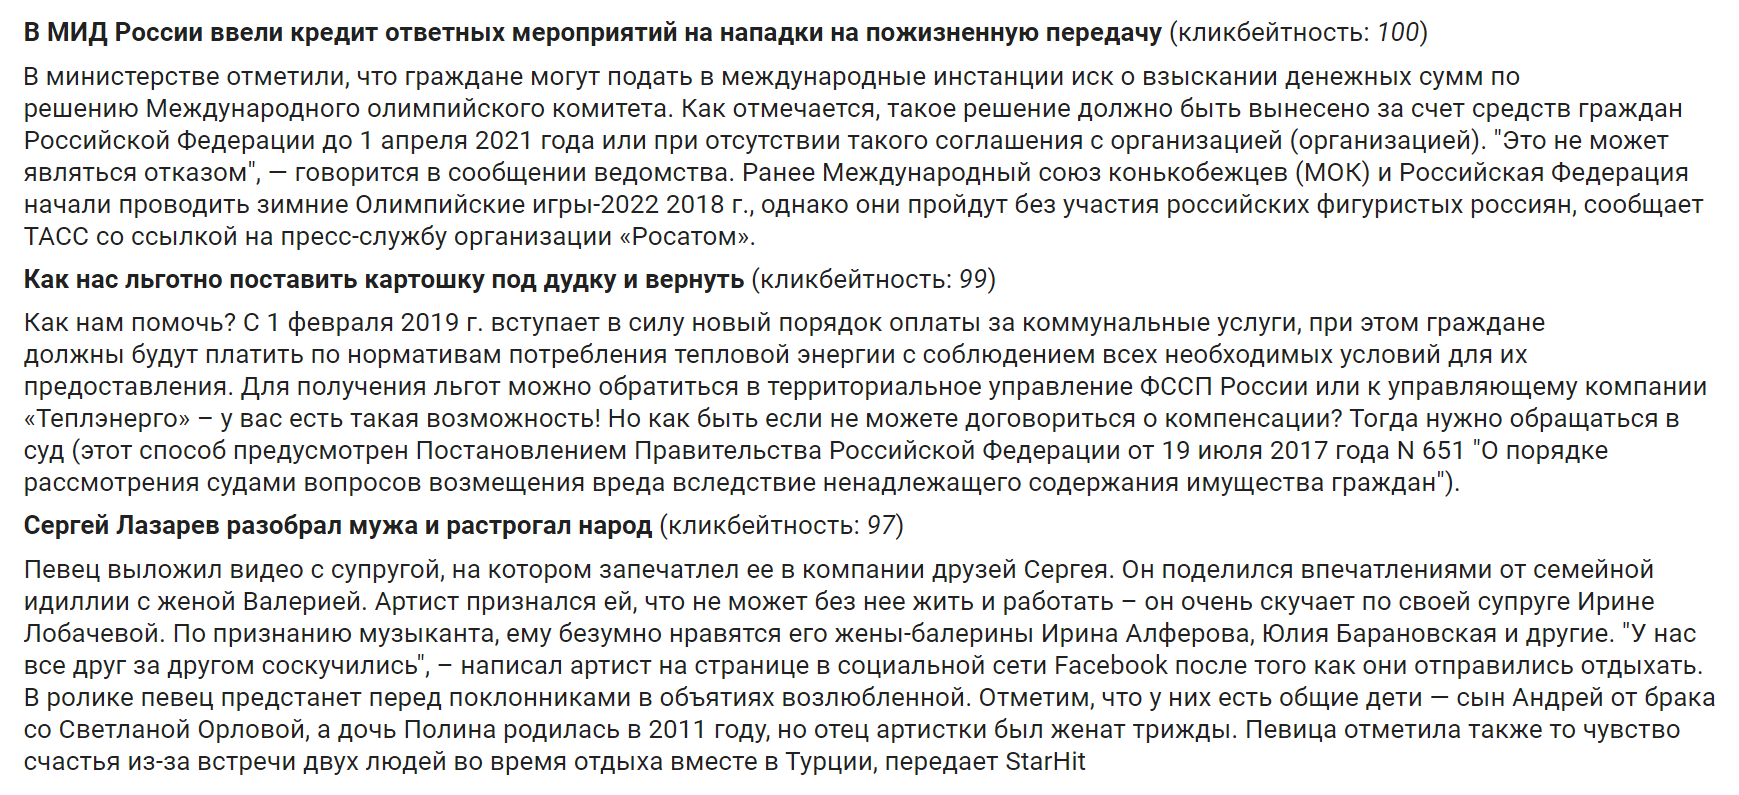 В МИД России ввели кредит ответных мероприятий на нападки на пожизненную передачу (кликбейтность: 100)
В министерстве отметили, что граждане могут подать в международные инстанции иск о взыскании денежных сумм по
решению Международного олимпийского комитета. Как отмечается, такое решение должно быть вынесено за счет средств граждан
Российской Федерации до 1 апреля 2021 года или при отсутствии такого соглашения с организацией (организацией). "Это не может
являться отказом", — говорится в сообщении ведомства. Ранее Международный союз конькобежцев (МОК) и Российская Федерация
начали проводить зимние Олимпийские игры-2022 2018 г., однако они пройдут без участия российских фигуристых россиян, сообщает
ТАСС со ссылкой на пресс-службу организации «Росатом».
Как нас льготно поставить картошку под дудку и вернуть (кликбейтность: 99)
Как нам помочь? С 1 февраля 2019 г. вступает в силу новый порядок оплаты за коммунальные услуги, при этом граждане
должны будут платить по нормативам потребления тепловой энергии с соблюдением всех необходимых условий для их
предоставления. Для получения льгот можно обратиться в территориальное управление ФССП России или к управляющему компании
«Теплэнерго» – у вас есть такая возможность! Но как быть если не можете договориться о компенсации? Тогда нужно обращаться в
суд (этот способ предусмотрен Постановлением Правительства Российской Федерации от 19 июля 2017 года N 651 "О порядке
рассмотрения судами вопросов возмещения вреда вследствие ненадлежащего содержания имущества граждан").
Сергей Лазарев разобрал мужа и растрогал народ (кликбейтность: 97)
Певец выложил видео с супругой, на котором запечатлел ее в компании друзей Сергея. Он поделился впечатлениями от семейной
идиллии с женой Валерией. Артист признался ей, что не может без нее жить и работать – он очень скучает по своей супруге Ирине
Лобачевой. По признанию музыканта, ему безумно нравятся его жены-балерины Ирина Алферова, Юлия Барановская и другие. "У нас
все друг за другом соскучились", – написал артист на странице в социальной сети Facebook после того как они отправились отдыхать.
В ролике певец предстанет перед поклонниками в объятиях возлюбленной. Отметим, что у них есть общие дети — сын Андрей от брака
со Светланой Орловой, а дочь Полина родилась в 2011 году, но отец артистки был женат трижды. Певица отметила также то чувство
счастья из-за встречи двух людей во время отдыха вместе в Турции, передает StarHit